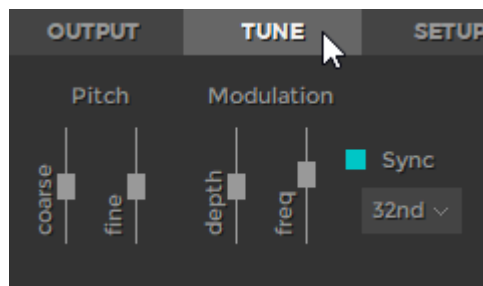 OUTPUT TUNE SETUP
Pitch Modulation
coarse fine depth freq Sync
32nd